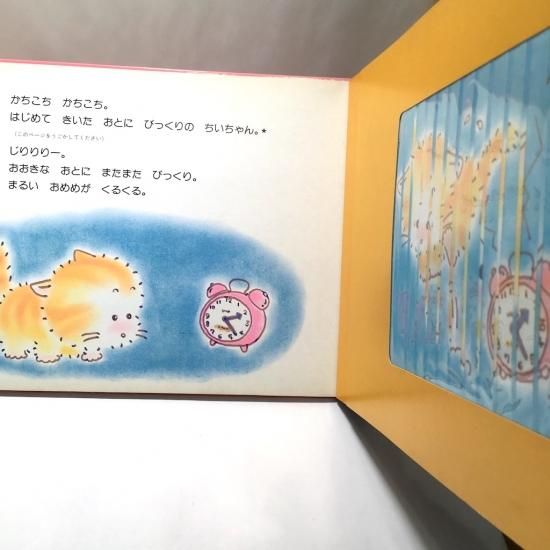 かちこち　かちこち。
はじめて　きいた　おとに　びっくりの　ちいちゃん。*
(このページをうごかしてください)
じりりりー。
おおきな　おとに　またまた　びっくり。
まるい　おめめが　くるくる。